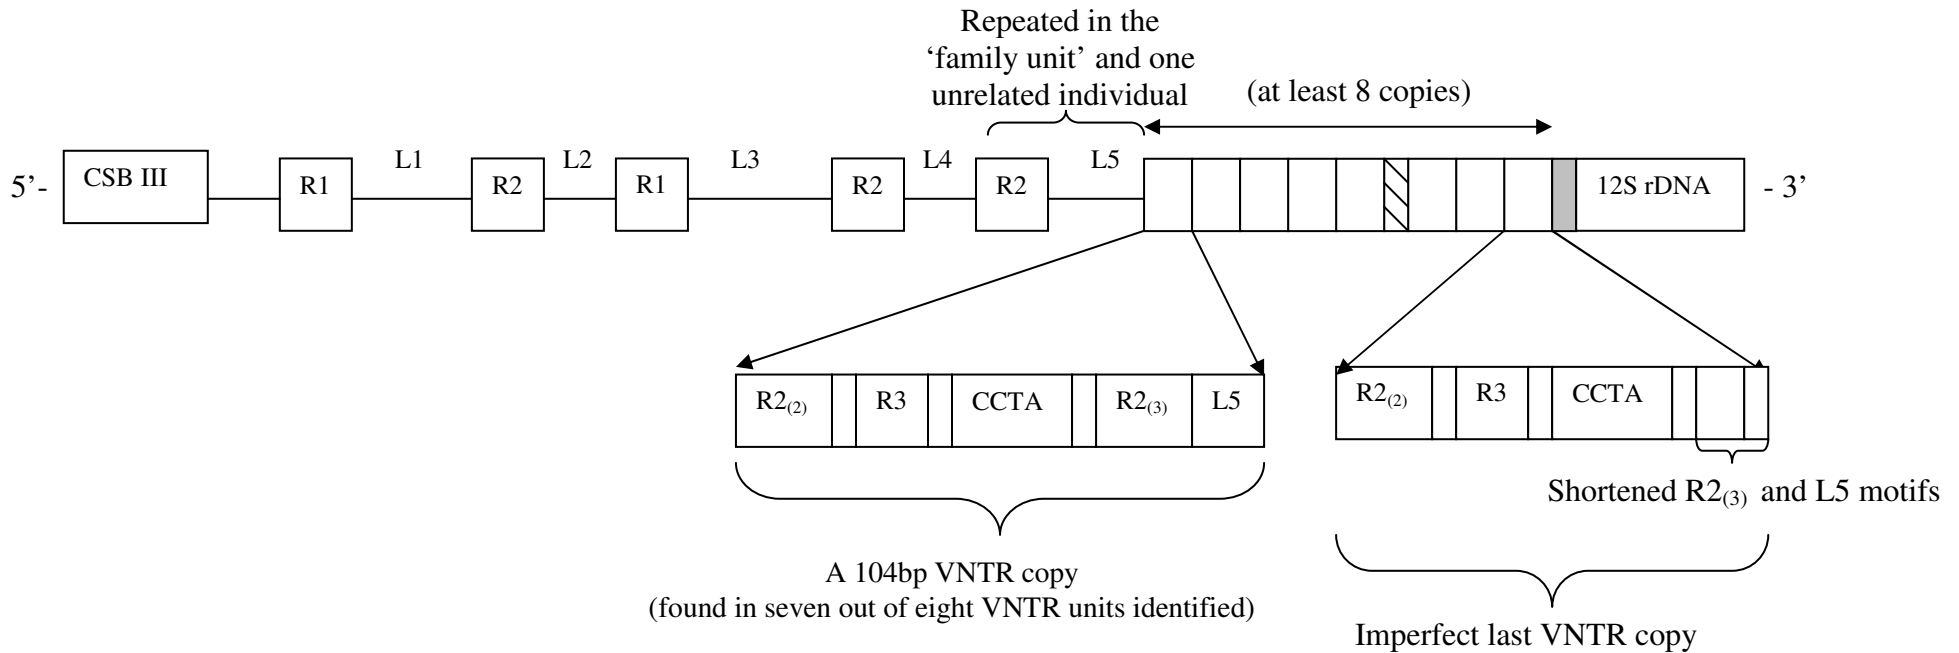 Repeated in the
‘family unit’ and one
unrelated individual
(at least 8 copies)
5’- CSB III R1 L1 R2 L2 R1 L3 R2 L4 R2 L5 12S rDNA - 3’
R2(2) R3 CCTA R2(3) L5
R2(2) R3 CCTA
Shortened R2(3) and L5 motifs
A 104bp VNTR copy
(found in seven out of eight VNTR units identified)
Imperfect last VNTR copy